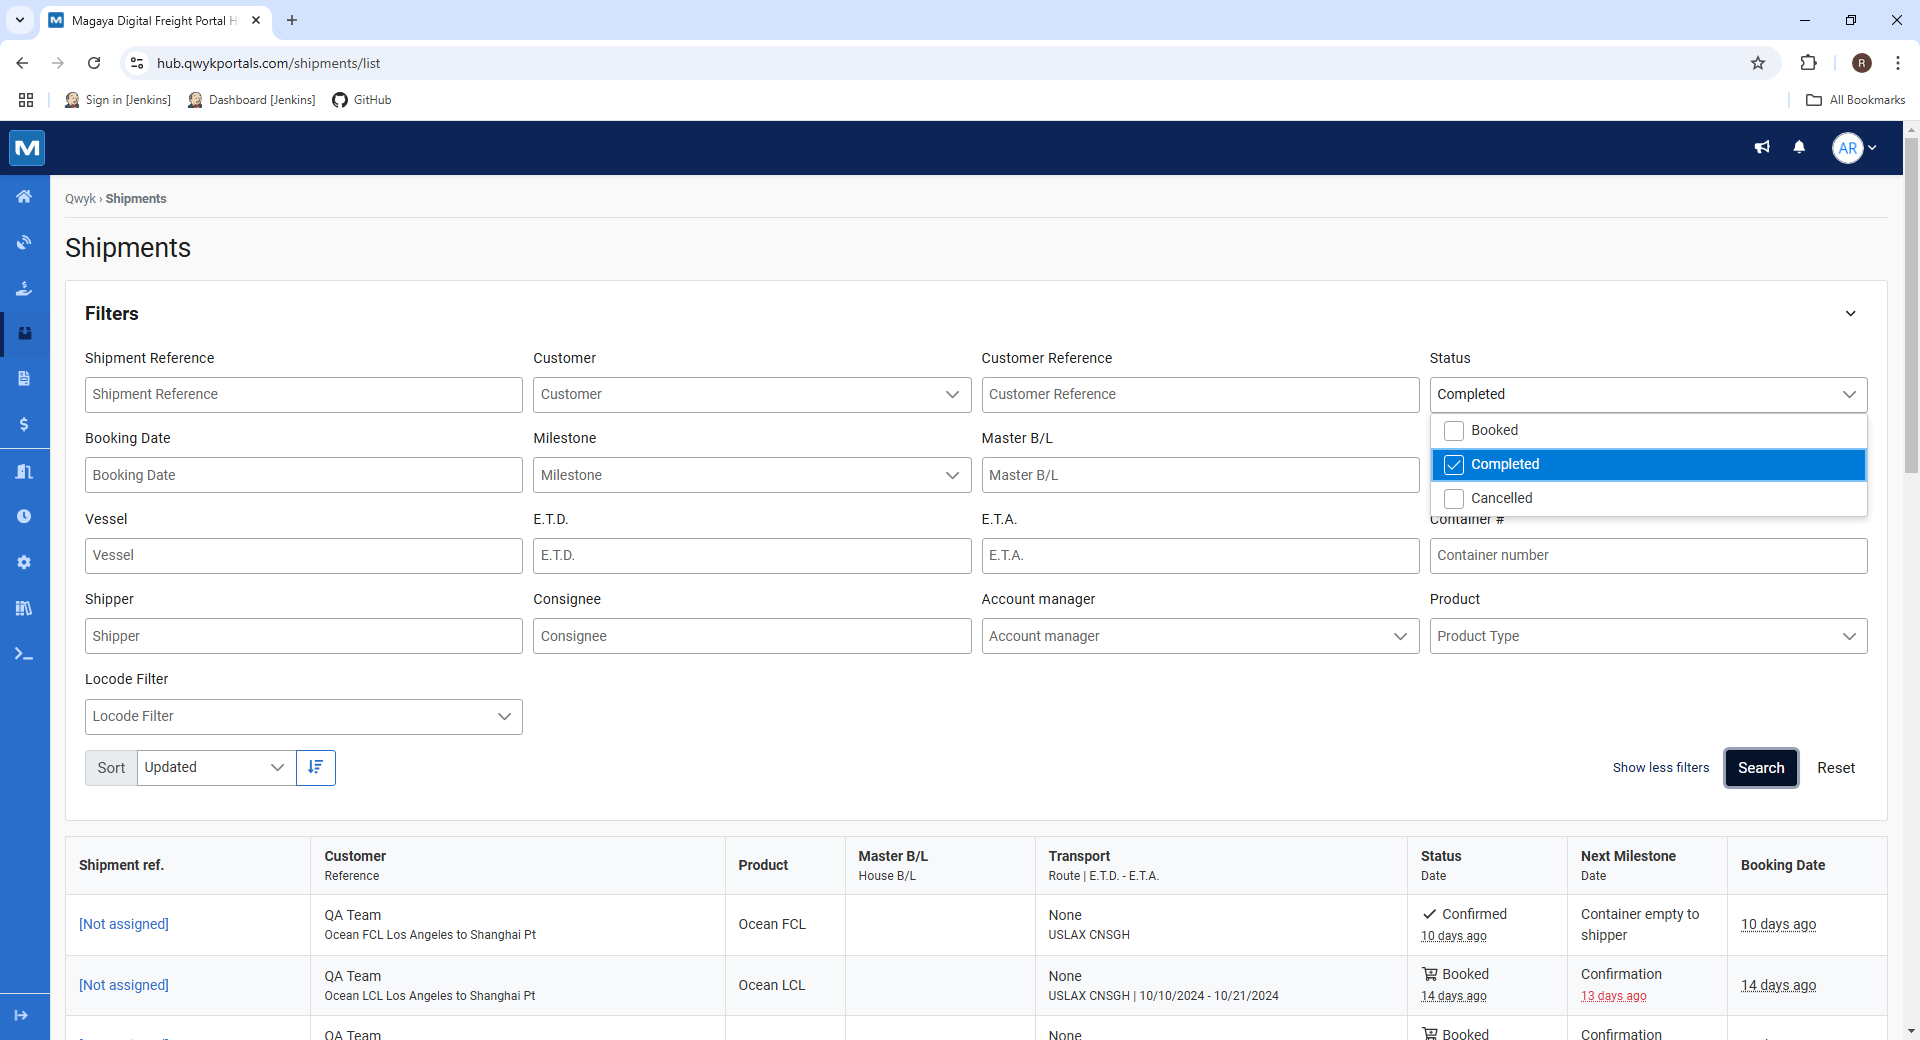 Magaya Digital Freight Portal H
hub.qwykportals.com/shipments/list
R
Sign in [Jenkins]
Dashboard [Jenkins]
GitHub
All Bookmarks
M
AR
Qwyk › Shipments
Shipments
Filters
Shipment Reference
Customer
Customer Reference
Status
Shipment Reference
Customer
Customer Reference
Completed
Booked
Completed
Cancelled
Booking Date
Milestone
Master B/L
Booking Date
Milestone
Master B/L
Vessel
E.T.D.
E.T.A.
Container #
Vessel
E.T.D.
E.T.A.
Container number
Shipper
Consignee
Account manager
Product
Shipper
Consignee
Account manager
Product Type
Locode Filter
Locode Filter
Sort
Updated
Show less filters
Search
Reset
Shipment ref.
Customer
Reference
Product
Master B/L
House B/L
Transport
Route | E.T.D. - E.T.A.
Status
Date
Next Milestone
Date
Booking Date
[Not assigned]
QA Team
Ocean FCL Los Angeles to Shanghai Pt
Ocean FCL
None
USLAX CNSGH
Confirmed
10 days ago
Container empty to
shipper
10 days ago
[Not assigned]
QA Team
Ocean LCL Los Angeles to Shanghai Pt
Ocean LCL
None
USLAX CNSGH | 10/10/2024 - 10/21/2024
Booked
14 days ago
Confirmation
13 days ago
14 days ago
QA Team
None
Booked
Confirmation